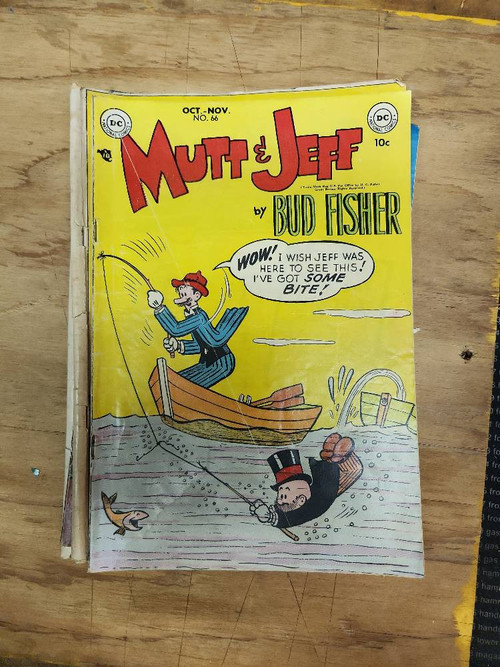 OCT.-NOV.
NO. 66
DC
DC
10c
MUTT & JEFF
by BUD FISHER
WOW! I WISH JEFF WAS
HERE TO SEE THIS!
I'VE GOT SOME
BITE!